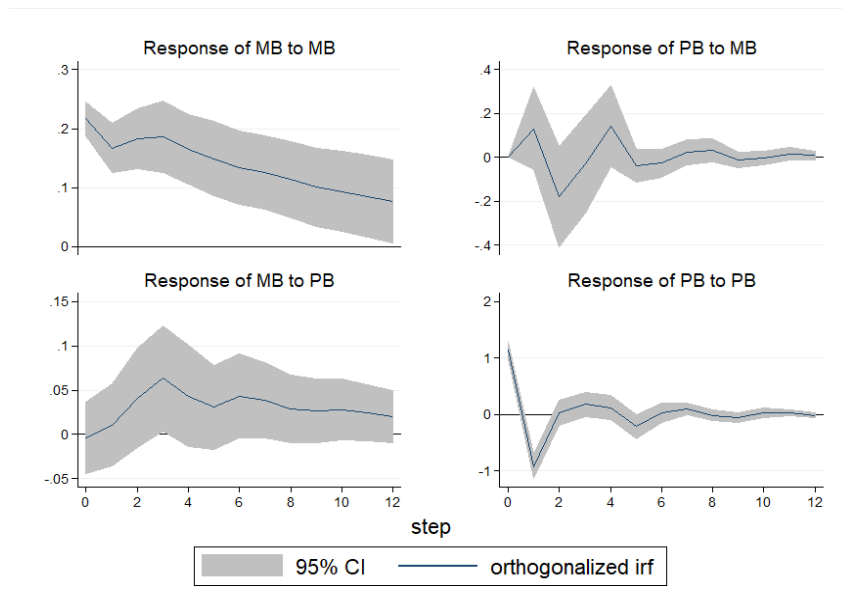 Response of MB to MB
.3
.2
.1
0
Response of PB to MB
.4
.2
0
-.2
-.4
Response of MB to PB
.15
.1
.05
0
-.05
0 2 4 6 8 10 12
Response of PB to PB
2
1
0
-1
0 2 4 6 8 10 12
step
95% CI orthogonalized irf